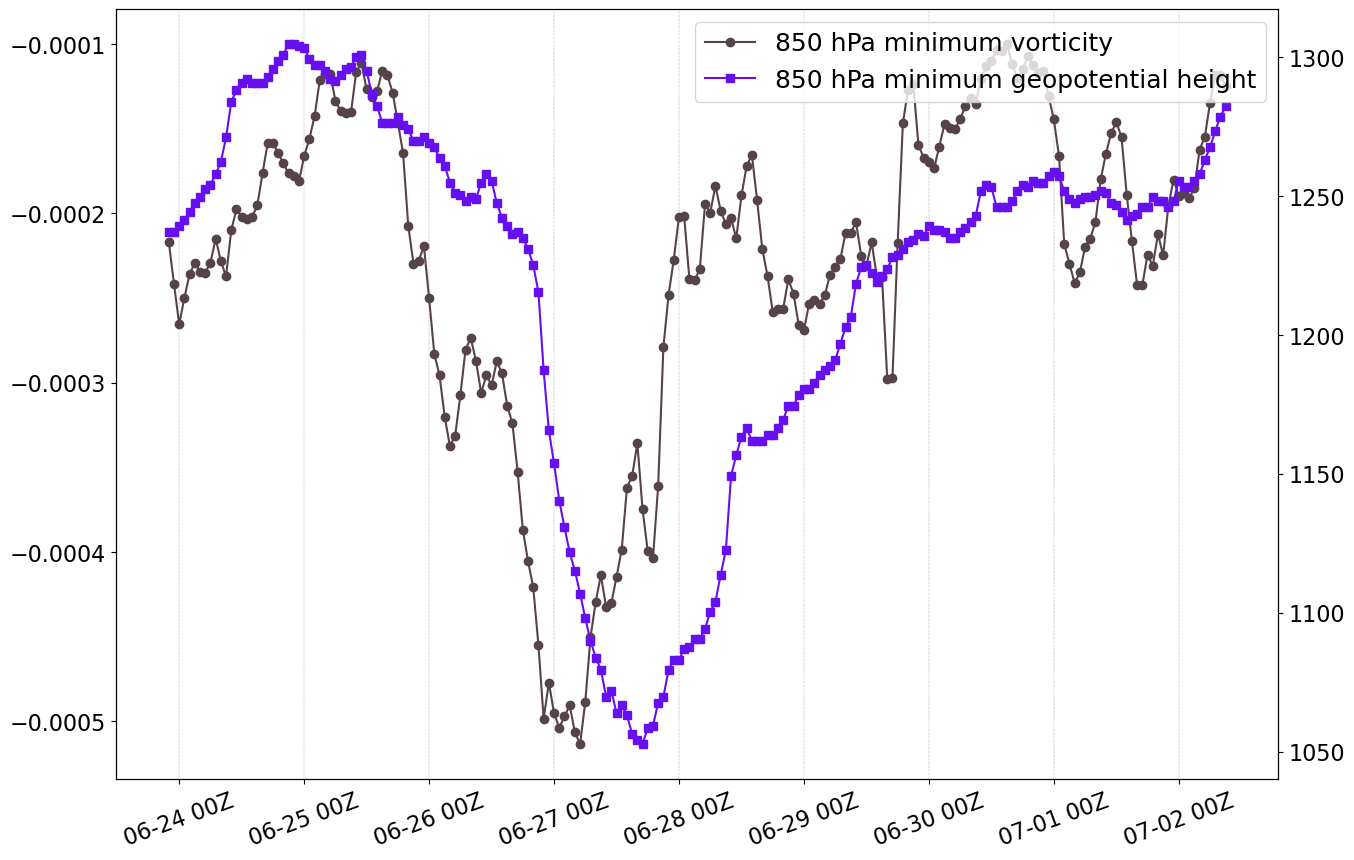 850 hPa minimum vorticity
850 hPa minimum geopotential height
−0.0001
−0.0002
−0.0003
−0.0004
−0.0005
1300
1250
1200
1150
1100
1050
06-24 00Z
06-25 00Z
06-26 00Z
06-27 00Z
06-28 00Z
06-29 00Z
06-30 00Z
07-01 00Z
07-02 00Z